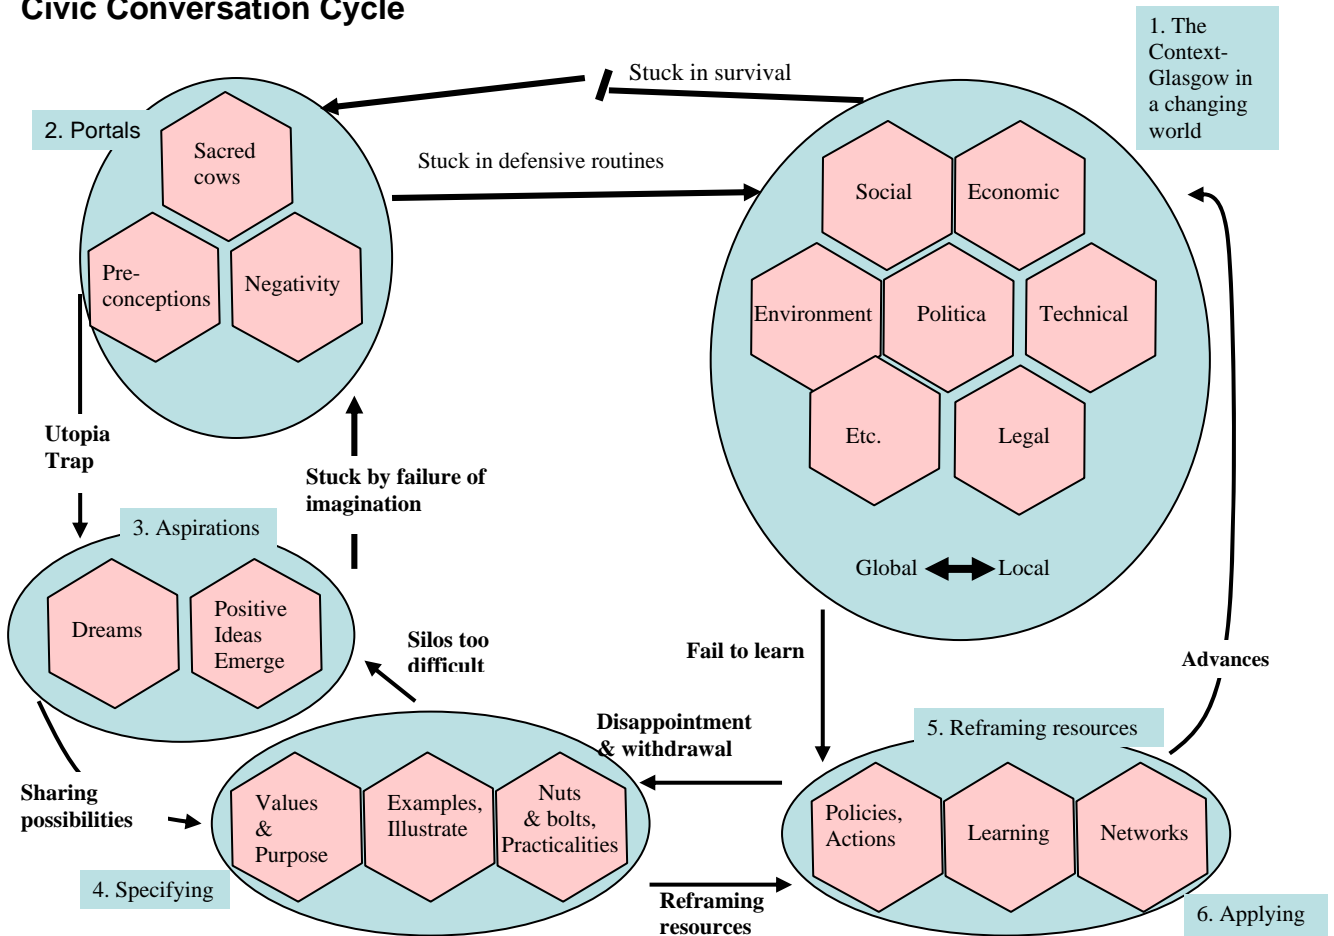 Civic Conversation Cycle
1. The
Context-
Glasgow in
a changing
world
Stuck in survival
2. Portals
Sacred
cows
Stuck in defensive routines
Social
Economic
Pre-
conceptions
Negativity
Environment
Politica
Technical
Utopia
Trap
Etc.
Legal
Stuck by failure of
imagination
3. Aspirations
Global
Local
Dreams
Positive
Ideas
Emerge
Silos too
difficult
Fail to learn
Advances
Disappointment
& withdrawal
5. Reframing resources
Sharing
possibilities
Values
&
Purpose
Examples,
Illustrate
Nuts
& bolts,
Practicalities
Policies,
Actions
Learning
Networks
4. Specifying
Reframing
resources
6. Applying